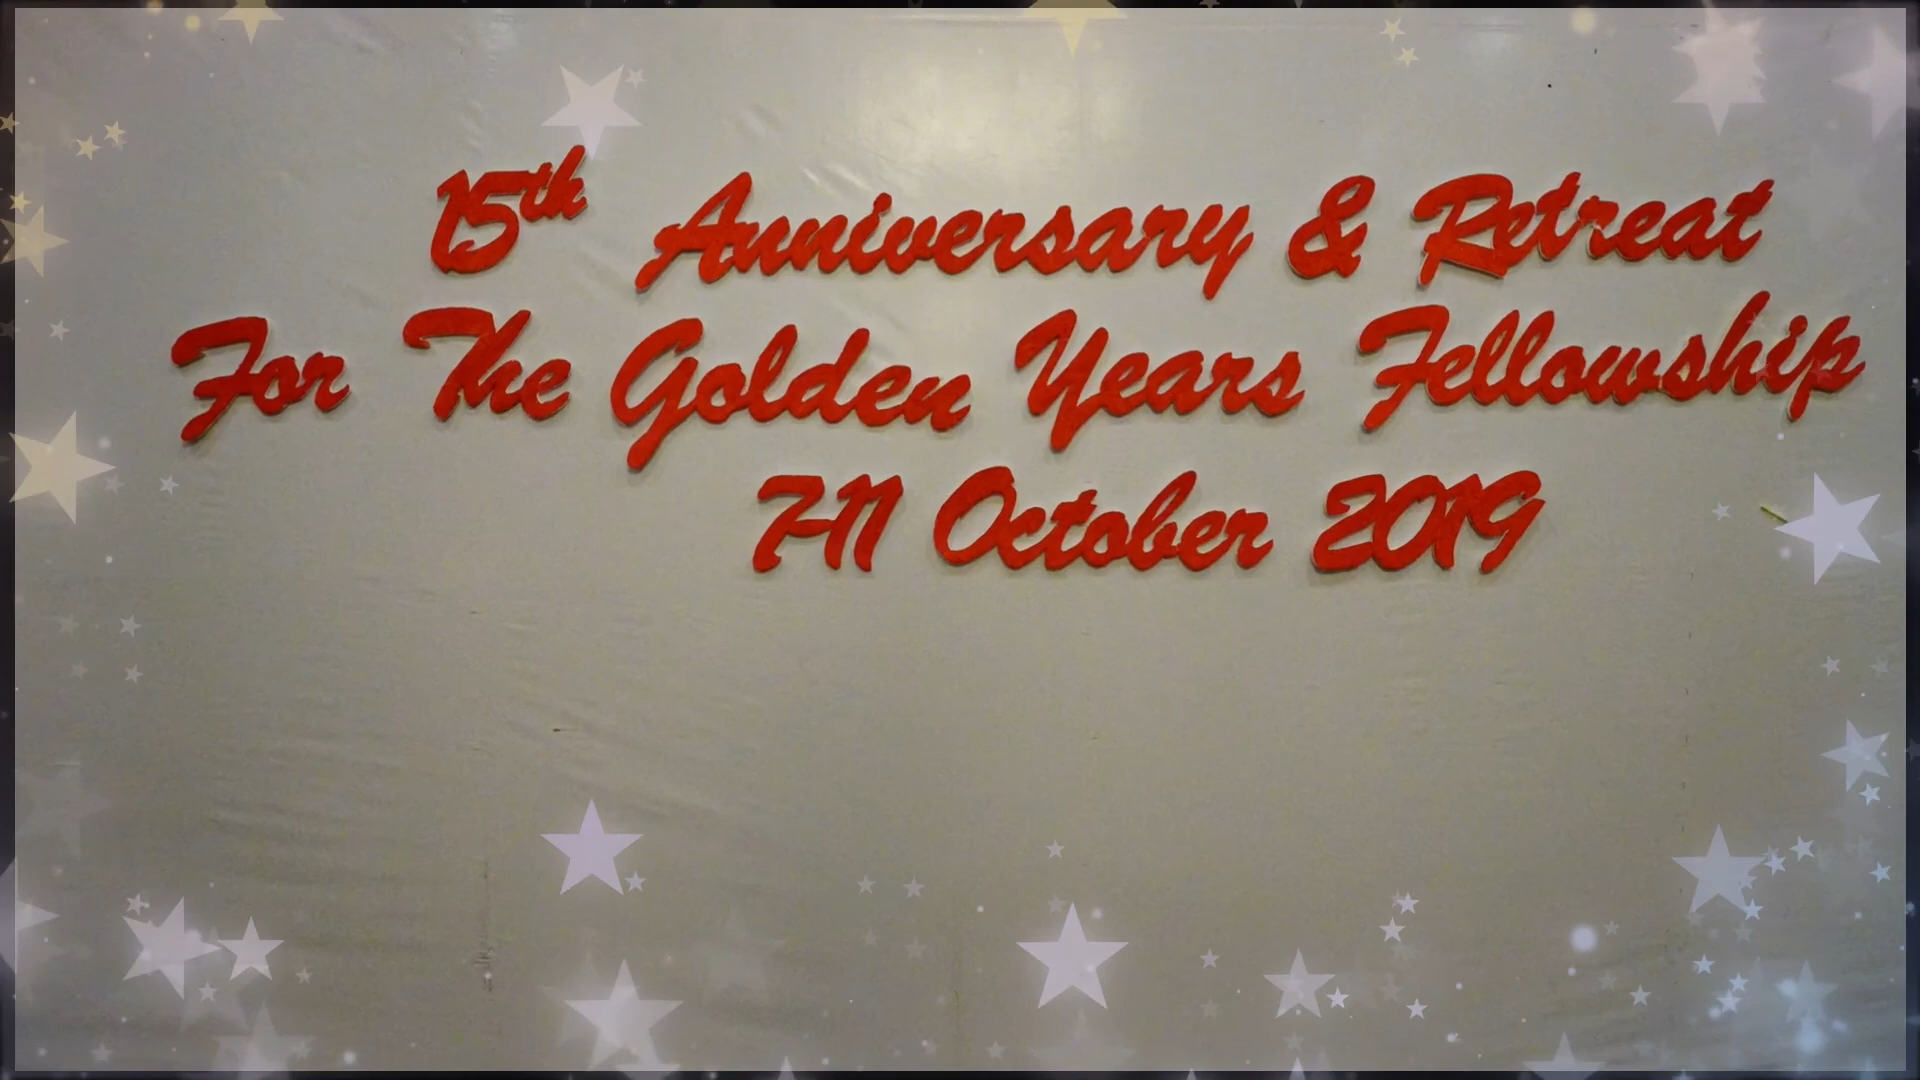 15th Anniversary & Retreat
For The Golden Years Fellowship
7-11 October 2019